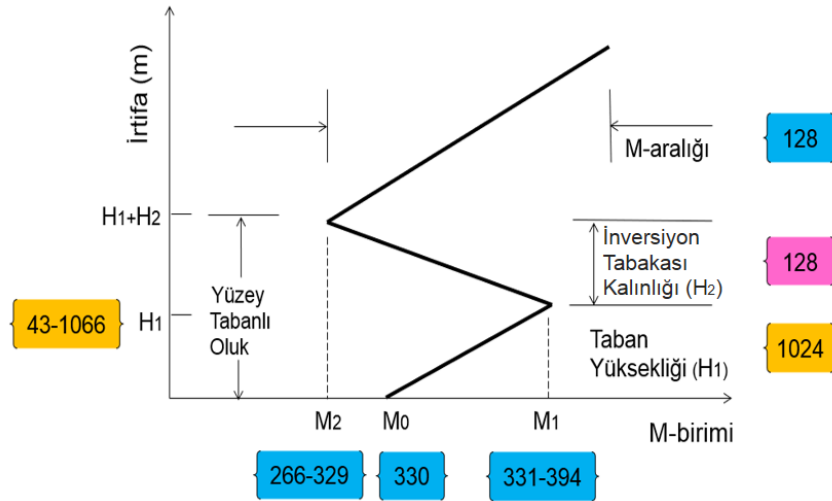 İrtifa (m)
M-aralığı
128
H1+H2
İnversiyon
Tabakası
Kalınlığı (H2)
128
Yüzey
Tabanlı
Oluk
43-1066
H1
Taban
Yüksekliği (H1)
1024
M2
M0
M1
M-birimi
266-329
330
331-394